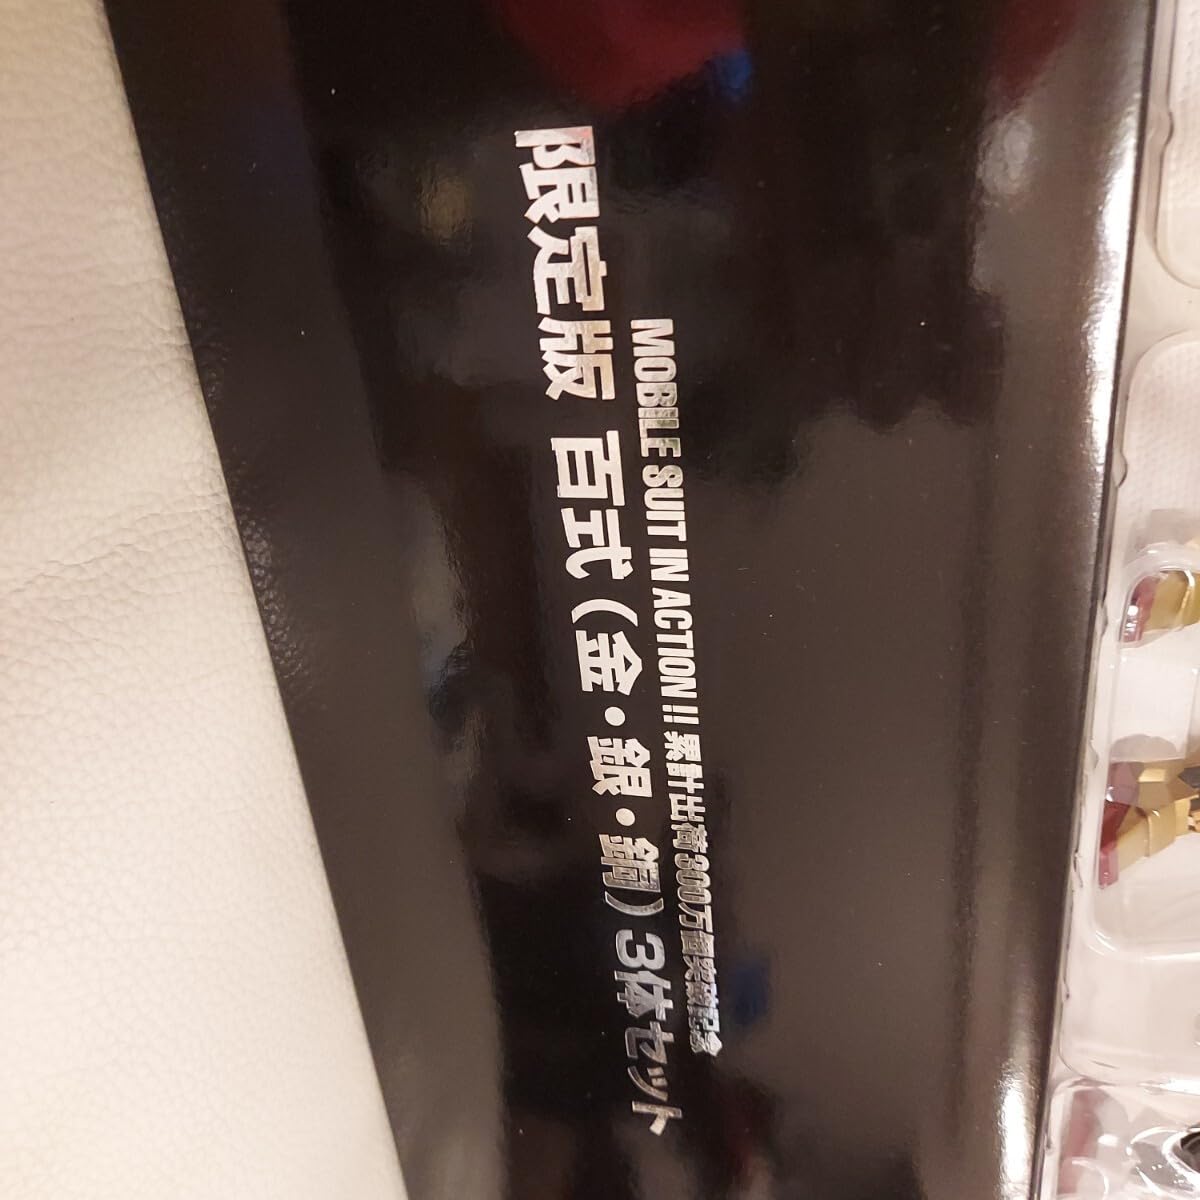 MOBILE SUIT IN ACTION!! 累計出荷300万個突破記念
限定版 百式(金・銀・銅)3体セット